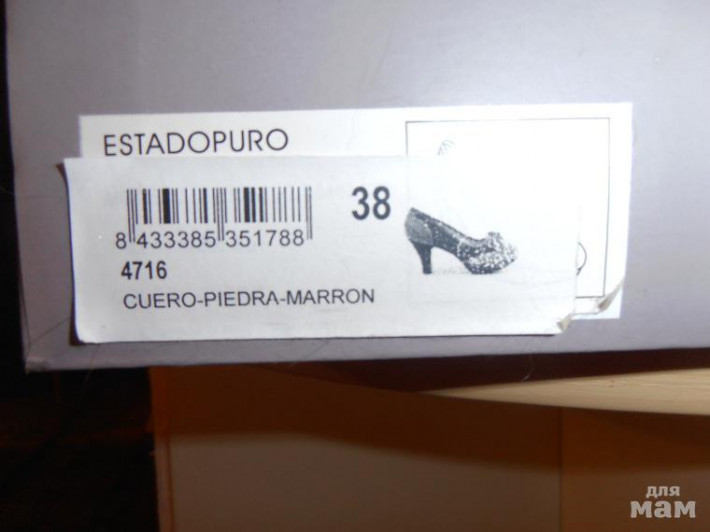 ESTADOPURO
38
8 433385 351788
4716
CUERO-PIEDRA-MARRON
для
мам